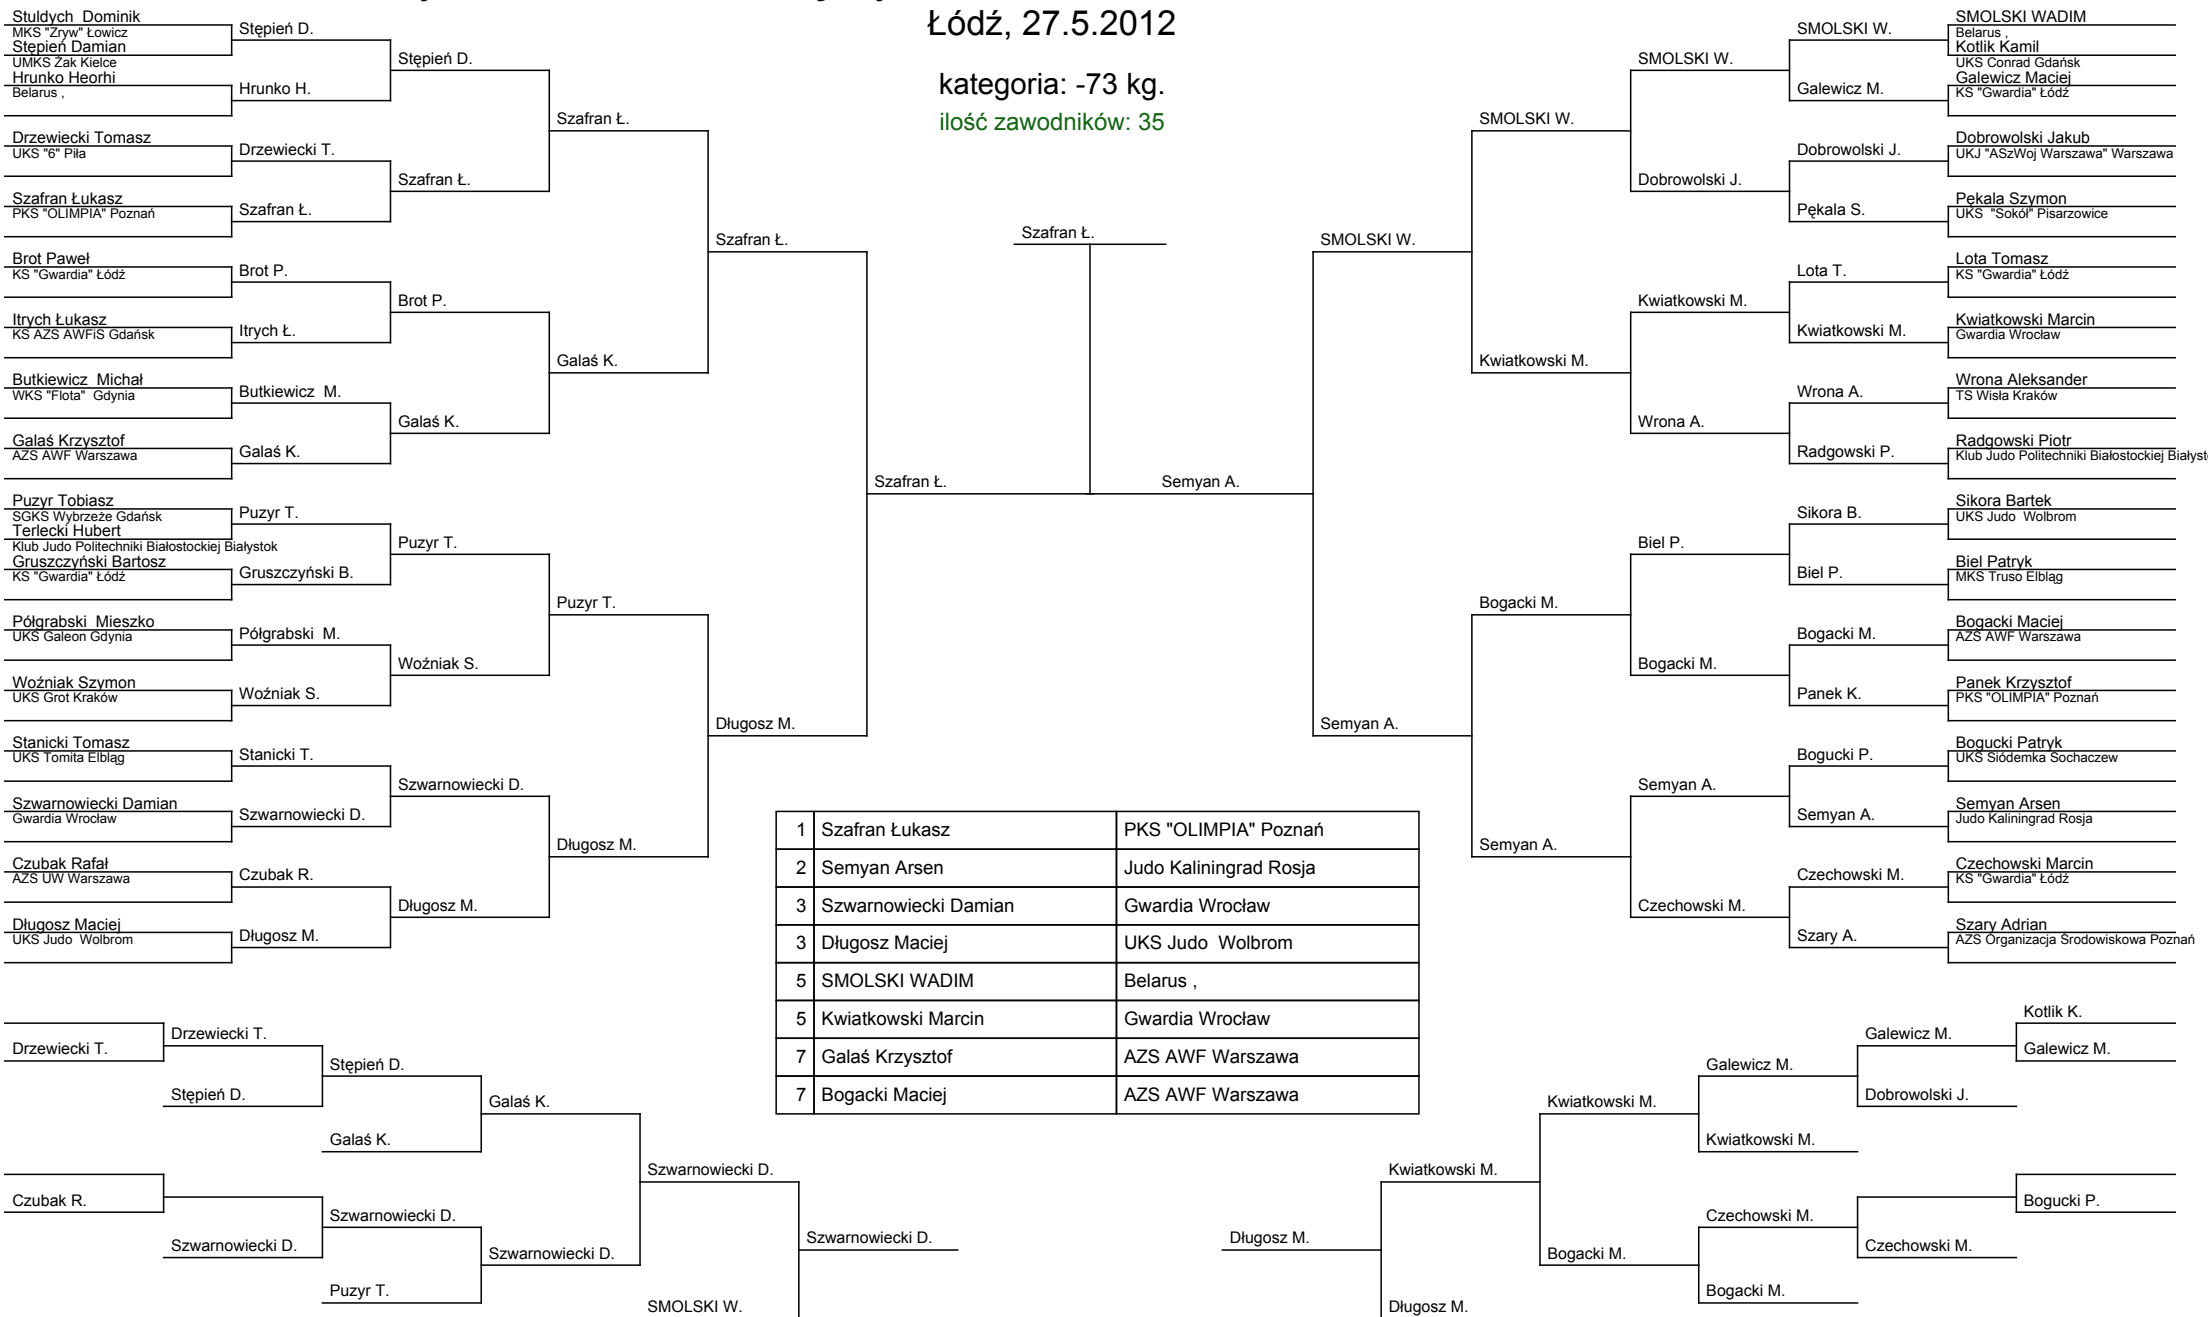 Łódź, 27.5.2012
kategoria: -73 kg.
ilość zawodników: 35
Stuldych Dominik
MKS "Żryw" Łowicz
Stępień Damian
UMKS Żak Kielce
Hrunko Heorhi
Belarus ,
Drzewiecki Tomasz
UKS "6" Piła
Szafran Łukasz
PKS "OLIMPIA" Poznań
Brot Paweł
KS "Gwardia" Łódź
Itrych Łukasz
KS AZS AWFiS Gdańsk
Butkiewicz Michał
WKS "Flota" Gdynia
Galaś Krzysztof
AZS AWF Warszawa
Puzyr Tobiasz
SGKS Wybrzeże Gdańsk
Terlecki Hubert
Klub Judo Politechniki Białostockiej Białystok
Gruszczyński Bartosz
KS "Gwardia" Łódź
Półgrabski Mieszko
UKS Galeon Gdynia
Woźniak Szymon
UKS Grot Kraków
Stanicki Tomasz
UKS Tomita Elbląg
Szwarnowiecki Damian
Gwardia Wrocław
Czubak Rafał
AZS UW Warszawa
Długosz Maciej
UKS Judo Wolbrom
Stępień D.
Hrunko H.
Drzewiecki T.
Szafran Ł.
Brot P.
Itrych Ł.
Butkiewicz M.
Galaś K.
Puzyr T.
Gruszczyński B.
Półgrabski M.
Woźniak S.
Stanicki T.
Szwarnowiecki D.
Czubak R.
Długosz M.
Stępień D.
Szafran Ł.
Brot P.
Galaś K.
Puzyr T.
Woźniak S.
Szwarnowiecki D.
Długosz M.
Szafran Ł.
Galaś K.
Puzyr T.
Długosz M.
Szafran Ł.
Długosz M.
Szafran Ł.
Szafran Ł.
Semyan A.
SMOLSKI W.
Semyan A.
SMOLSKI W.
Kwiatkowski M.
Bogacki M.
Semyan A.
SMOLSKI W.
Dobrowolski J.
Kwiatkowski M.
Wrona A.
Biel P.
Bogacki M.
Semyan A.
Czechowski M.
SMOLSKI W.
Galewicz M.
Dobrowolski J.
Pękala S.
Lota T.
Kwiatkowski M.
Wrona A.
Radgowski P.
Sikora B.
Biel P.
Bogacki M.
Panek K.
Bogucki P.
Semyan A.
Czechowski M.
Szary A.
SMOLSKI WADIM
Belarus ,
Kotlik Kamil
UKS Conrad Gdańsk
Galewicz Maciej
KS "Gwardia" Łódź
Dobrowolski Jakub
UKJ "ASzWoj Warszawa" Warszawa
Pękala Szymon
UKS "Sokół" Pisarzowice
Lota Tomasz
KS "Gwardia" Łódź
Kwiatkowski Marcin
Gwardia Wrocław
Wrona Aleksander
TS Wisła Kraków
Radgowski Piotr
Klub Judo Politechniki Białostockiej Białyst
Sikora Bartek
UKS Judo Wolbrom
Biel Patryk
MKS Truso Elbląg
Bogacki Maciej
AZS AWF Warszawa
Panek Krzysztof
PKS "OLIMPIA" Poznań
Bogucki Patryk
UKS Siódemka Sochaczew
Semyan Arsen
Judo Kaliningrad Rosja
Czechowski Marcin
KS "Gwardia" Łódź
Szary Adrian
AZS Organizacja Środowiskowa Poznań
1 Szafran Łukasz PKS "OLIMPIA" Poznań
2 Semyan Arsen Judo Kaliningrad Rosja
3 Szwarnowiecki Damian Gwardia Wrocław
3 Długosz Maciej UKS Judo Wolbrom
5 SMOLSKI WADIM Belarus ,
5 Kwiatkowski Marcin Gwardia Wrocław
7 Galaś Krzysztof AZS AWF Warszawa
7 Bogacki Maciej AZS AWF Warszawa
Drzewiecki T.
Czubak R.
Drzewiecki T.
Stępień D.
Szwarnowiecki D.
Stępień D.
Galaś K.
Szwarnowiecki D.
Puzyr T.
Galaś K.
Szwarnowiecki D.
Szwarnowiecki D.
SMOLSKI W.
Szwarnowiecki D.
Długosz M.
Kwiatkowski M.
Długosz M.
Kwiatkowski M.
Bogacki M.
Galewicz M.
Kwiatkowski M.
Czechowski M.
Bogacki M.
Galewicz M.
Dobrowolski J.
Czechowski M.
Kotlik K.
Galewicz M.
Bogucki P.